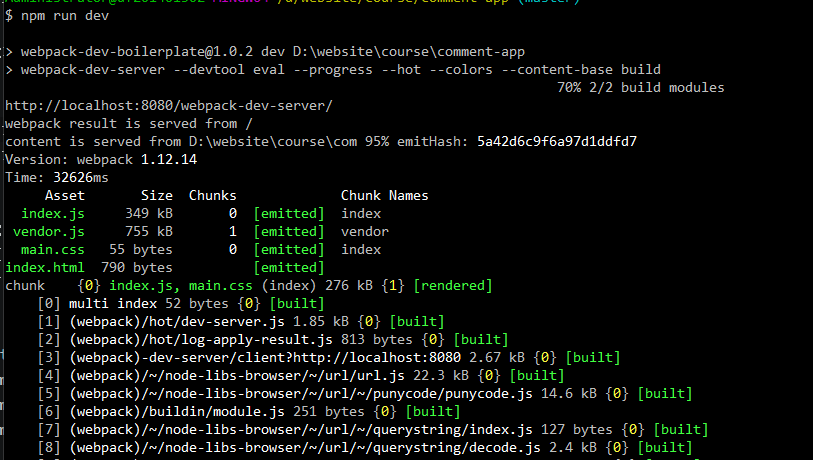 $ npm run dev
> webpack-dev-boilerplate@1.0.2 dev D:\website\course\comment-app
> webpack-dev-server --devtool eval --progress --hot --colors --content-base build
70% 2/2 build modules
http://localhost:8080/webpack-dev-server/
webpack result is served from /
content is served from D:\website\course\com 95% emitHash: 5a42d6c9f6a97d1ddfd7
Version: webpack 1.12.14
Time: 32626ms
Asset Size Chunks Chunk Names
index.js 349 kB 0 [emitted] index
vendor.js 755 kB 1 [emitted] vendor
main.css 55 bytes 0 [emitted] index
index.html 790 bytes [emitted]
chunk {0} index.js, main.css (index) 276 kB {1} [rendered]
[0] multi index 52 bytes {0} [built]
[1] (webpack)/hot/dev-server.js 1.85 kB {0} [built]
[2] (webpack)/hot/log-apply-result.js 813 bytes {0} [built]
[3] (webpack)-dev-server/client?http://localhost:8080 2.67 kB {0} [built]
[4] (webpack)/~/node-libs-browser/~/url/url.js 22.3 kB {0} [built]
[5] (webpack)/~/node-libs-browser/~/url/~/punycode/punycode.js 14.6 kB {0} [built]
[6] (webpack)/buildin/module.js 251 bytes {0} [built]
[7] (webpack)/~/node-libs-browser/~/url/~/querystring/index.js 127 bytes {0} [built]
[8] (webpack)/~/node-libs-browser/~/url/~/querystring/decode.js 2.4 kB {0} [built]